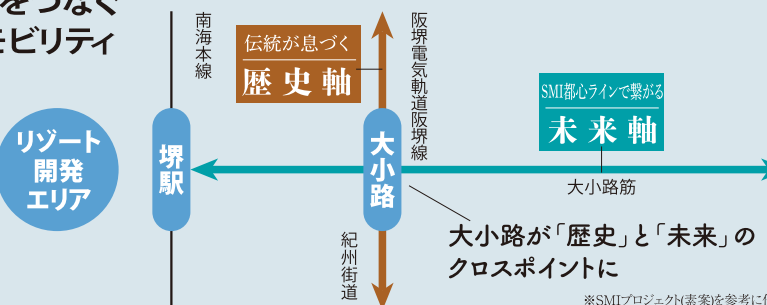 をつなぐ
モビリティ
南海本線
伝統が息づく
歴史軸
阪堺電気軌道阪堺線
SMI都心ラインで繋がる
未来軸
リゾート
開発
エリア
堺駅
大小路
大小路筋
紀州街道
大小路が「歴史」と「未来」の
クロスポイントに
※SMIプロジェクト(素案)を参考に